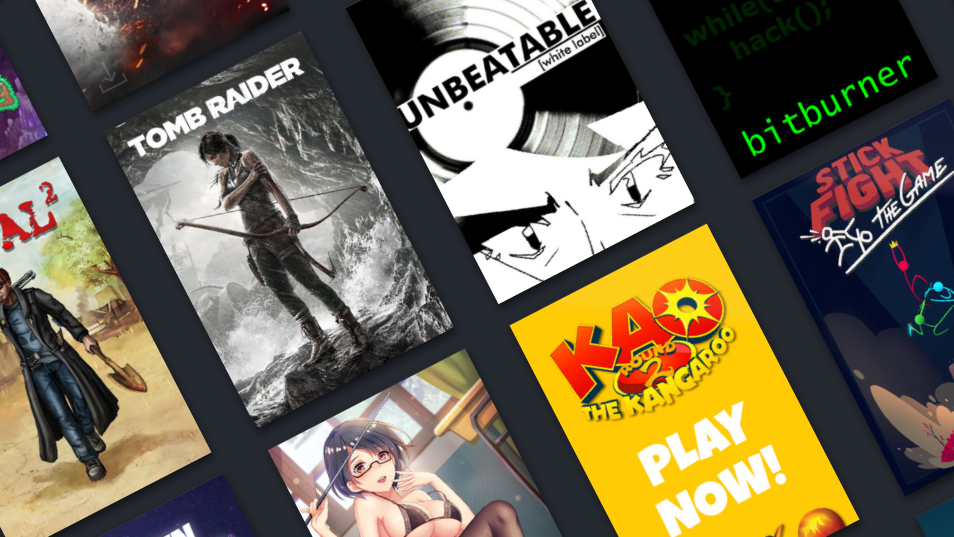 while(
hack();
}
bitburner
UNBEATABLE
[white label]
TOMB RAIDER
STICK
FIGHT
THE GAME
AL2
KAO
ROUND
2
THE KANGAROO
PLAY
NOW!